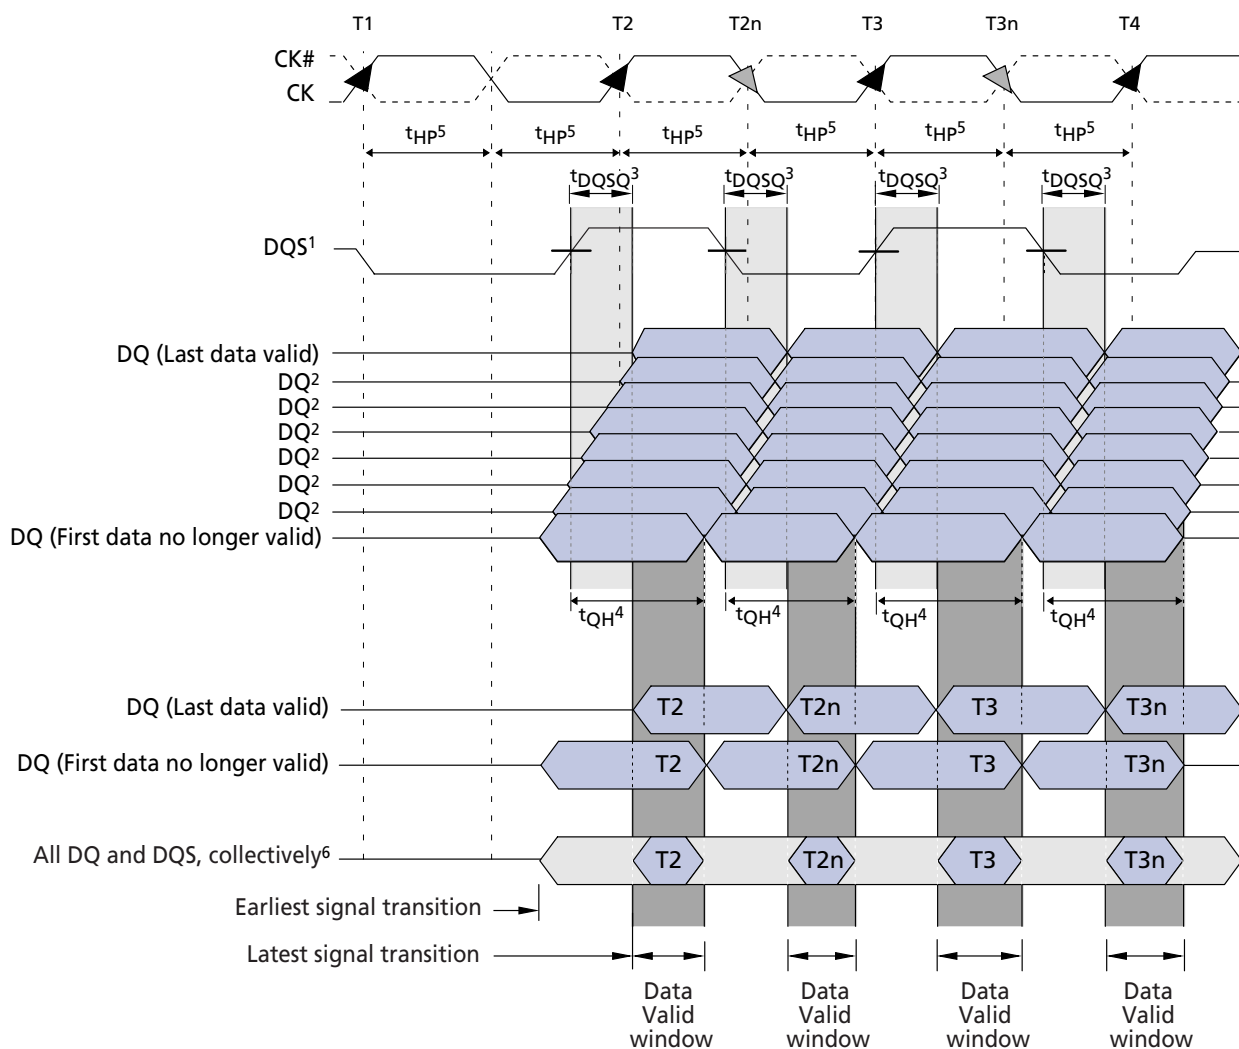 T1 T2 T2n T3 T3n T4
CK#
CK
tHP5 tHP5 tHP5 tHP5 tHP5 tHP5
tDQSQ3 tDQSQ3 tDQSQ3 tDQSQ3
DQS1
DQ (Last data valid)
DQ2
DQ2
DQ2
DQ2
DQ2
DQ2
DQ (First data no longer valid)
tQH4 tQH4 tQH4 tQH4
DQ (Last data valid) T2 T2n T3 T3n
DQ (First data no longer valid) T2 T2n T3 T3n
All DQ and DQS, collectively6 T2 T2n T3 T3n
Earliest signal transition
Latest signal transition
Data Data Data Data
Valid Valid Valid Valid
window window window window